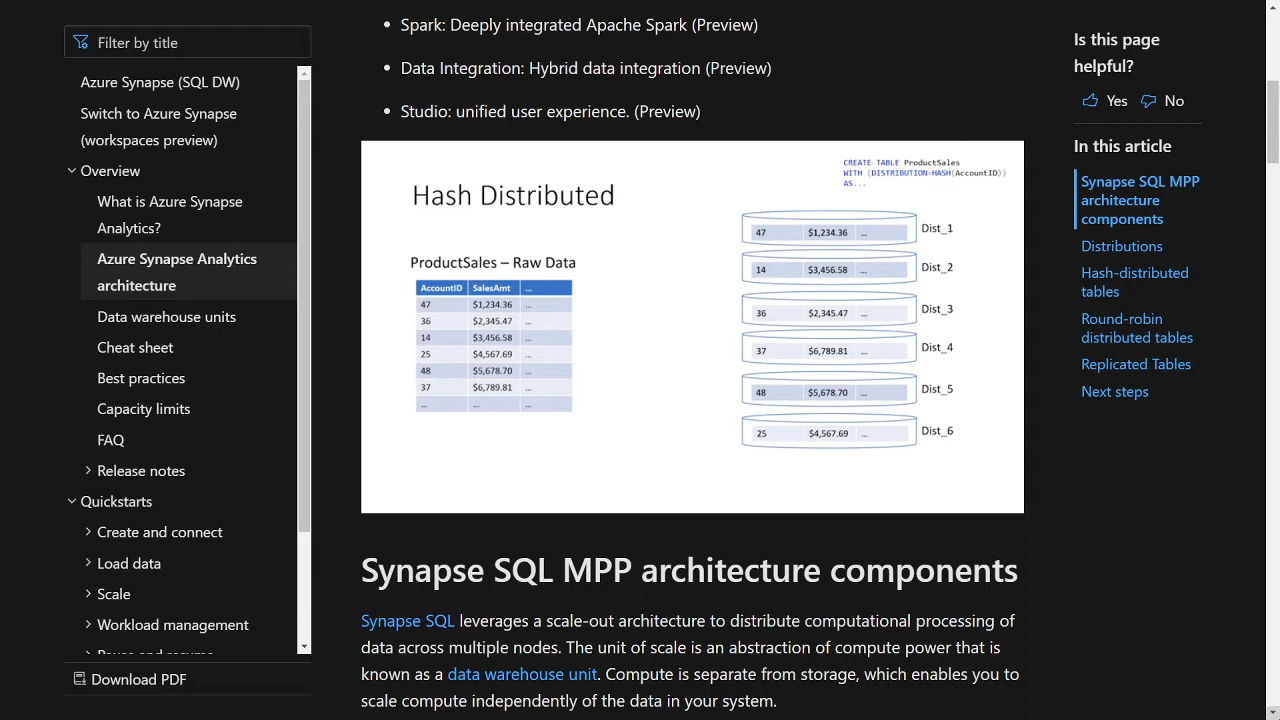 Filter by title
Azure Synapse (SQL DW)
Switch to Azure Synapse
(workspaces preview)
Overview
What is Azure Synapse
Analytics?
Azure Synapse Analytics
architecture
Data warehouse units
Cheat sheet
Best practices
Capacity limits
FAQ
Release notes
Quickstarts
Create and connect
Load data
Scale
Workload management
Download PDF
Spark: Deeply integrated Apache Spark (Preview)
Data Integration: Hybrid data integration (Preview)
Studio: unified user experience. (Preview)
Hash Distributed
CREATE TABLE ProductSales
WITH (DISTRIBUTION=HASH(AccountID))
AS...
ProductSales – Raw Data
AccountID SalesAmt ...
47 $1,234.36 ...
36 $2,345.47 ...
14 $3,456.58 ...
25 $4,567.69 ...
48 $5,678.70 ...
37 $6,789.81 ...
... ... ...
47 $1,234.36 ... Dist_1
14 $3,456.58 ... Dist_2
36 $2,345.47 ... Dist_3
37 $6,789.81 ... Dist_4
48 $5,678.70 ... Dist_5
25 $4,567.69 ... Dist_6
Synapse SQL MPP architecture components
Synapse SQL leverages a scale-out architecture to distribute computational processing of
data across multiple nodes. The unit of scale is an abstraction of compute power that is
known as a data warehouse unit. Compute is separate from storage, which enables you to
scale compute independently of the data in your system.
Is this page
helpful?
Yes No
In this article
Synapse SQL MPP
architecture
components
Distributions
Hash-distributed
tables
Round-robin
distributed tables
Replicated Tables
Next steps